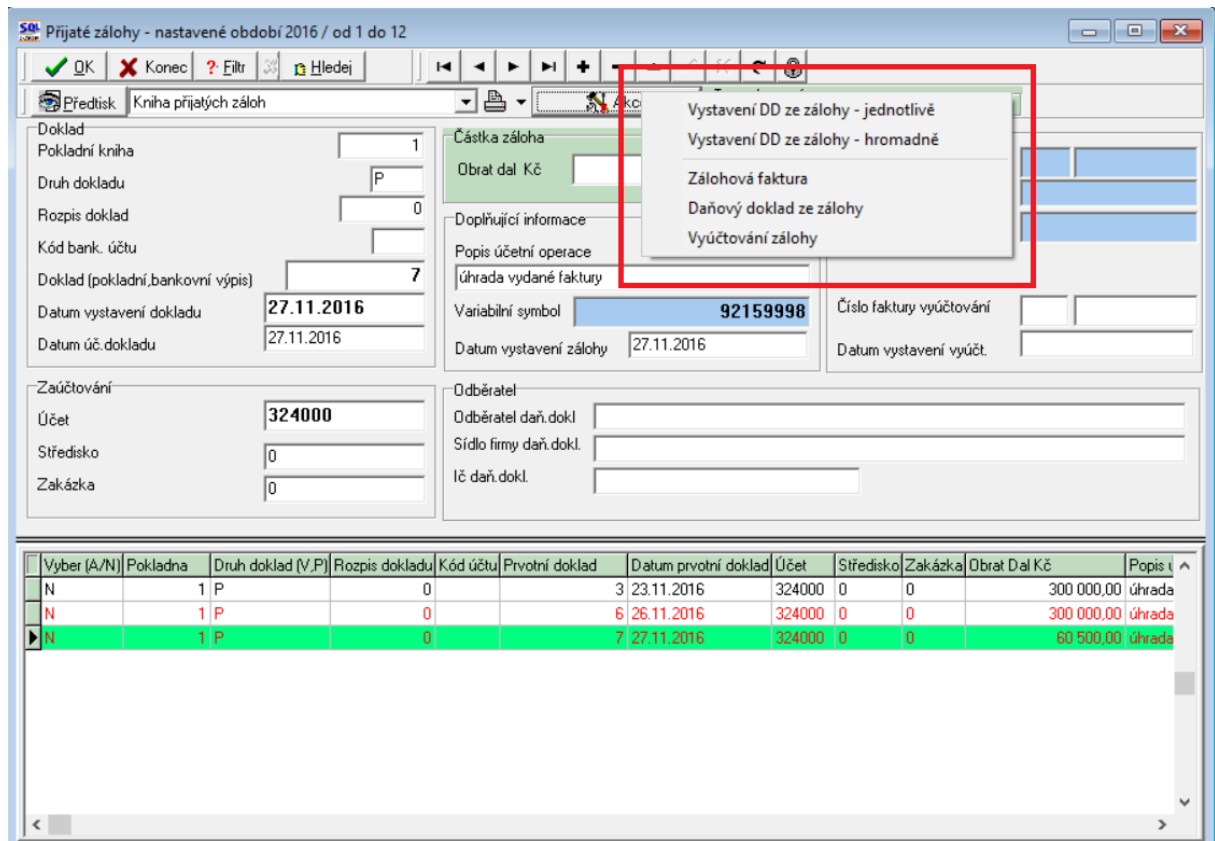 SQL
Přijaté zálohy - nastavené období 2016 / od 1 do 12
OK Konec ? Filtr Hledej
Předtisk Kniha přijatých záloh
Vystavení DD ze zálohy - jednotlivě
Vystavení DD ze zálohy - hromadně
Zálohová faktura
Daňový doklad ze zálohy
Vyúčtování zálohy
Doklad
Pokladní kniha 1
Druh dokladu P
Rozpis doklad 0
Kód bank. účtu
Doklad (pokladní,bankovní výpis) 7
Datum vystavení dokladu 27.11.2016
Datum úč.dokladu 27.11.2016
Částka záloha
Obrat dal Kč
Doplňující informace
Popis účetní operace
úhrada vydané faktury
Variabilní symbol 92159998
Datum vystavení zálohy 27.11.2016
Číslo faktury vyúčtování
Datum vystavení vyúčt.
Zaúčtování
Účet 324000
Středisko 0
Zakázka 0
Odběratel
Odběratel daň.dokl
Sídlo firmy daň.dokl.
Ič daň.dokl.
Vyber (A/N) Pokladna Druh doklad (V,P) Rozpis dokladu Kód účtu Prvotní doklad Datum prvotní doklad Účet Středisko Zakázka Obrat Dal Kč Popis
N 1 P 0 3 23.11.2016 324000 0 0 300 000,00 úhrada
N 1 P 0 6 26.11.2016 324000 0 0 300 000,00 úhrada
N 1 P 0 7 27.11.2016 324000 0 0 60 500,00 úhrada